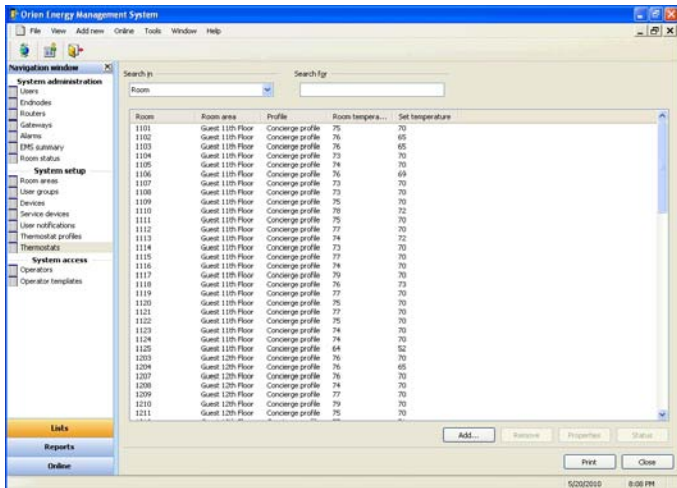 Orien Energy Management System
File View Add new Online Tools Window Help
Navigation window
System administration
Users
Endnodes
Routers
Gateways
Alarms
EMS summary
Room status
System setup
Room areas
User groups
Devices
Service devices
User notifications
Thermostat profiles
Thermostats
System access
Operators
Operator templates
Lists
Reports
Online
Search in Search for
Room
Room Room area Profile Room tempera... Set temperature
1101 Guest 11th Floor Concierge profile 75 70
1102 Guest 11th Floor Concierge profile 76 65
1103 Guest 11th Floor Concierge profile 76 65
1104 Guest 11th Floor Concierge profile 73 70
1105 Guest 11th Floor Concierge profile 74 70
1106 Guest 11th Floor Concierge profile 76 69
1107 Guest 11th Floor Concierge profile 73 70
1108 Guest 11th Floor Concierge profile 73 70
1109 Guest 11th Floor Concierge profile 75 70
1110 Guest 11th Floor Concierge profile 78 72
1111 Guest 11th Floor Concierge profile 75 70
1112 Guest 11th Floor Concierge profile 77 70
1113 Guest 11th Floor Concierge profile 74 72
1114 Guest 11th Floor Concierge profile 73 70
1115 Guest 11th Floor Concierge profile 77 70
1116 Guest 11th Floor Concierge profile 74 70
1117 Guest 11th Floor Concierge profile 79 70
1118 Guest 11th Floor Concierge profile 76 73
1119 Guest 11th Floor Concierge profile 77 70
1120 Guest 11th Floor Concierge profile 75 70
1121 Guest 11th Floor Concierge profile 77 70
1122 Guest 11th Floor Concierge profile 75 70
1123 Guest 11th Floor Concierge profile 74 70
1124 Guest 11th Floor Concierge profile 74 70
1125 Guest 11th Floor Concierge profile 64 52
1203 Guest 12th Floor Concierge profile 76 70
1204 Guest 12th Floor Concierge profile 76 65
1207 Guest 12th Floor Concierge profile 76 70
1208 Guest 12th Floor Concierge profile 74 70
1209 Guest 12th Floor Concierge profile 77 70
1210 Guest 12th Floor Concierge profile 79 70
1211 Guest 12th Floor Concierge profile 75 70
Add... Remove Properties Status
Print Close
5/20/2010 8:08 PM